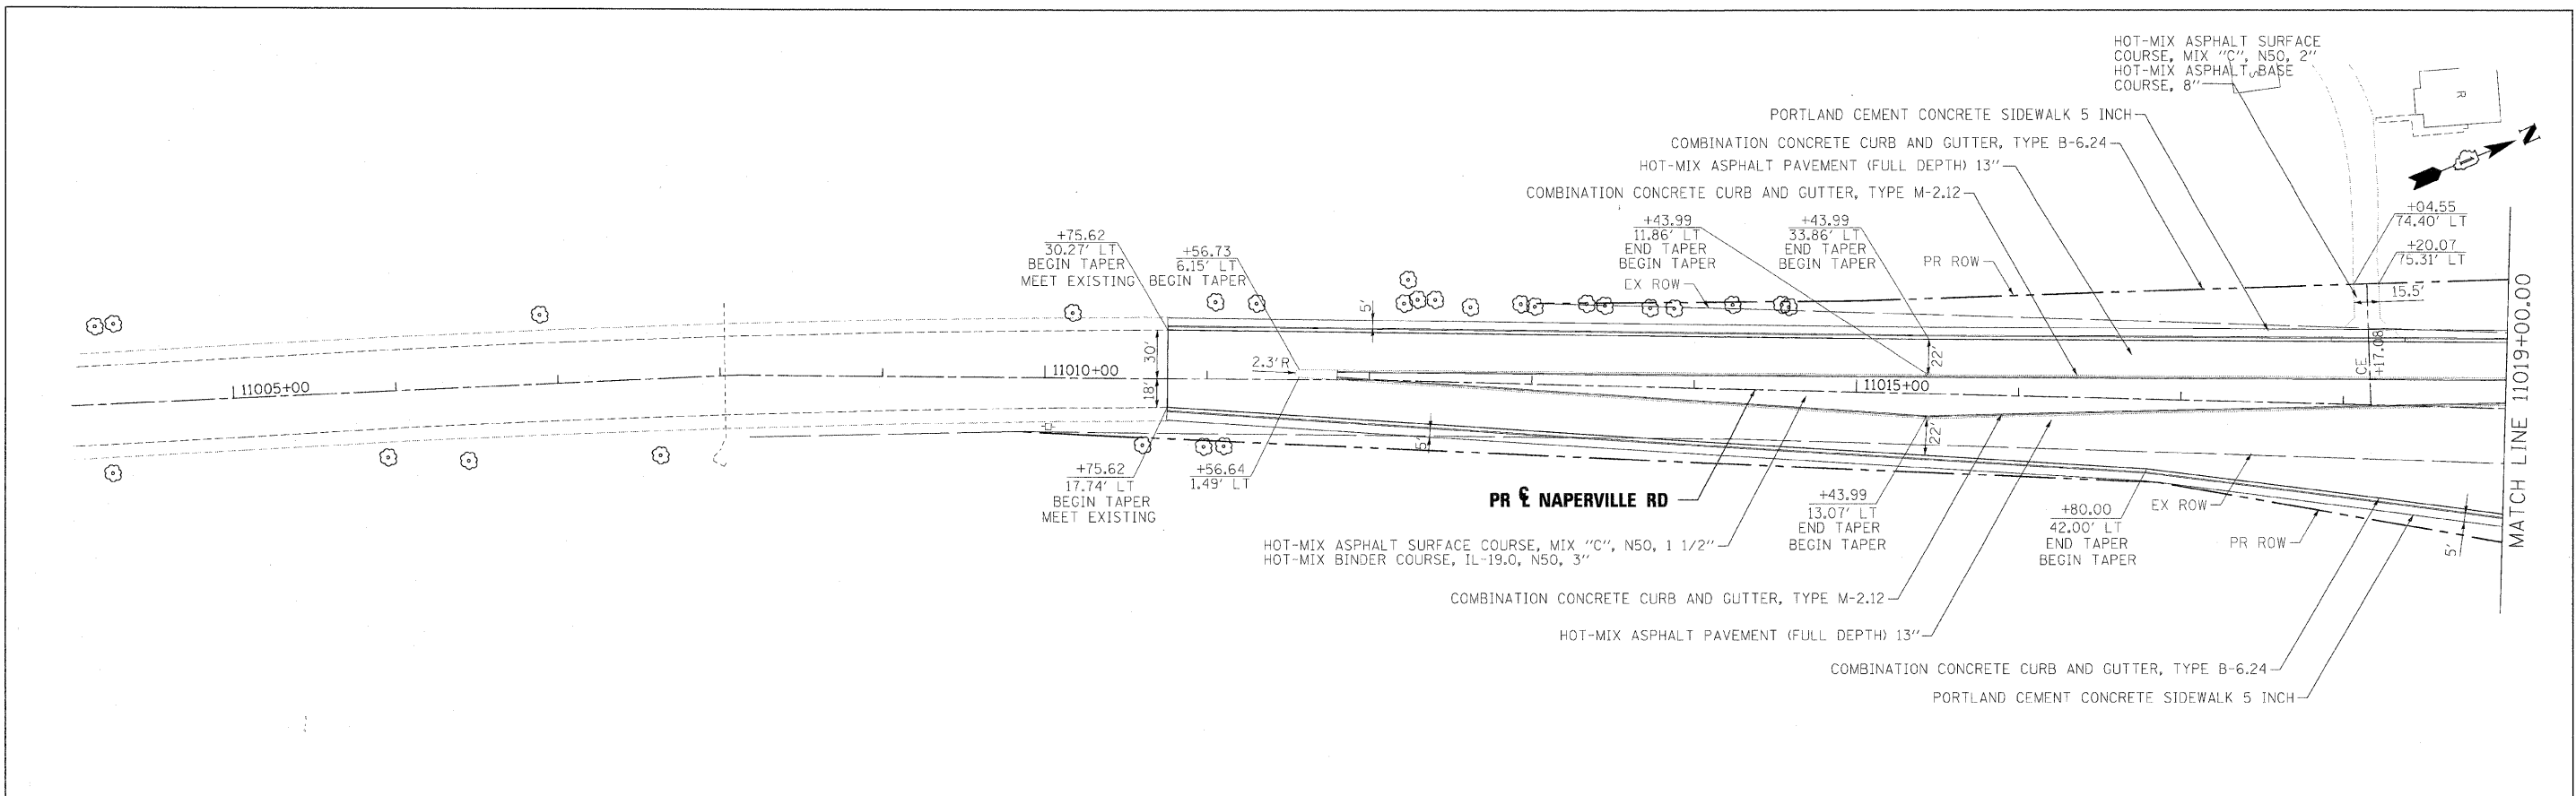 HOT-MIX ASPHALT SURFACE
COURSE, MIX "C", N50, 2"
HOT-MIX ASPHALT BASE
COURSE, 8"
S
R
N
PORTLAND CEMENT CONCRETE SIDEWALK 5 INCH
COMBINATION CONCRETE CURB AND GUTTER, TYPE B-6.24
HOT-MIX ASPHALT PAVEMENT (FULL DEPTH) 13"
COMBINATION CONCRETE CURB AND GUTTER, TYPE M-2.12
+75.62
30.27' LT
BEGIN TAPER
MEET EXISTING
+56.73
6.15' LT
BEGIN TAPER
+43.99
11.86' LT
END TAPER
BEGIN TAPER
+43.99
33.86' LT
END TAPER
BEGIN TAPER
EX ROW
PR ROW
+04.55
74.40' LT
+20.07
75.31' LT
15.5'
5'
30'
18'
2.3'R
22'
22'
5'
CE
+17.08
11005+00
11010+00
11015+00
MATCH LINE 11019+00.00
+75.62
17.74' LT
BEGIN TAPER
MEET EXISTING
+56.64
1.49' LT
PR ℄ NAPERVILLE RD
+43.99
13.07' LT
END TAPER
BEGIN TAPER
+80.00
42.00' LT
END TAPER
BEGIN TAPER
EX ROW
PR ROW
5'
HOT-MIX ASPHALT SURFACE COURSE, MIX "C", N50, 1 1/2"
HOT-MIX BINDER COURSE, IL-19.0, N50, 3"
COMBINATION CONCRETE CURB AND GUTTER, TYPE M-2.12
HOT-MIX ASPHALT PAVEMENT (FULL DEPTH) 13"
COMBINATION CONCRETE CURB AND GUTTER, TYPE B-6.24
PORTLAND CEMENT CONCRETE SIDEWALK 5 INCH